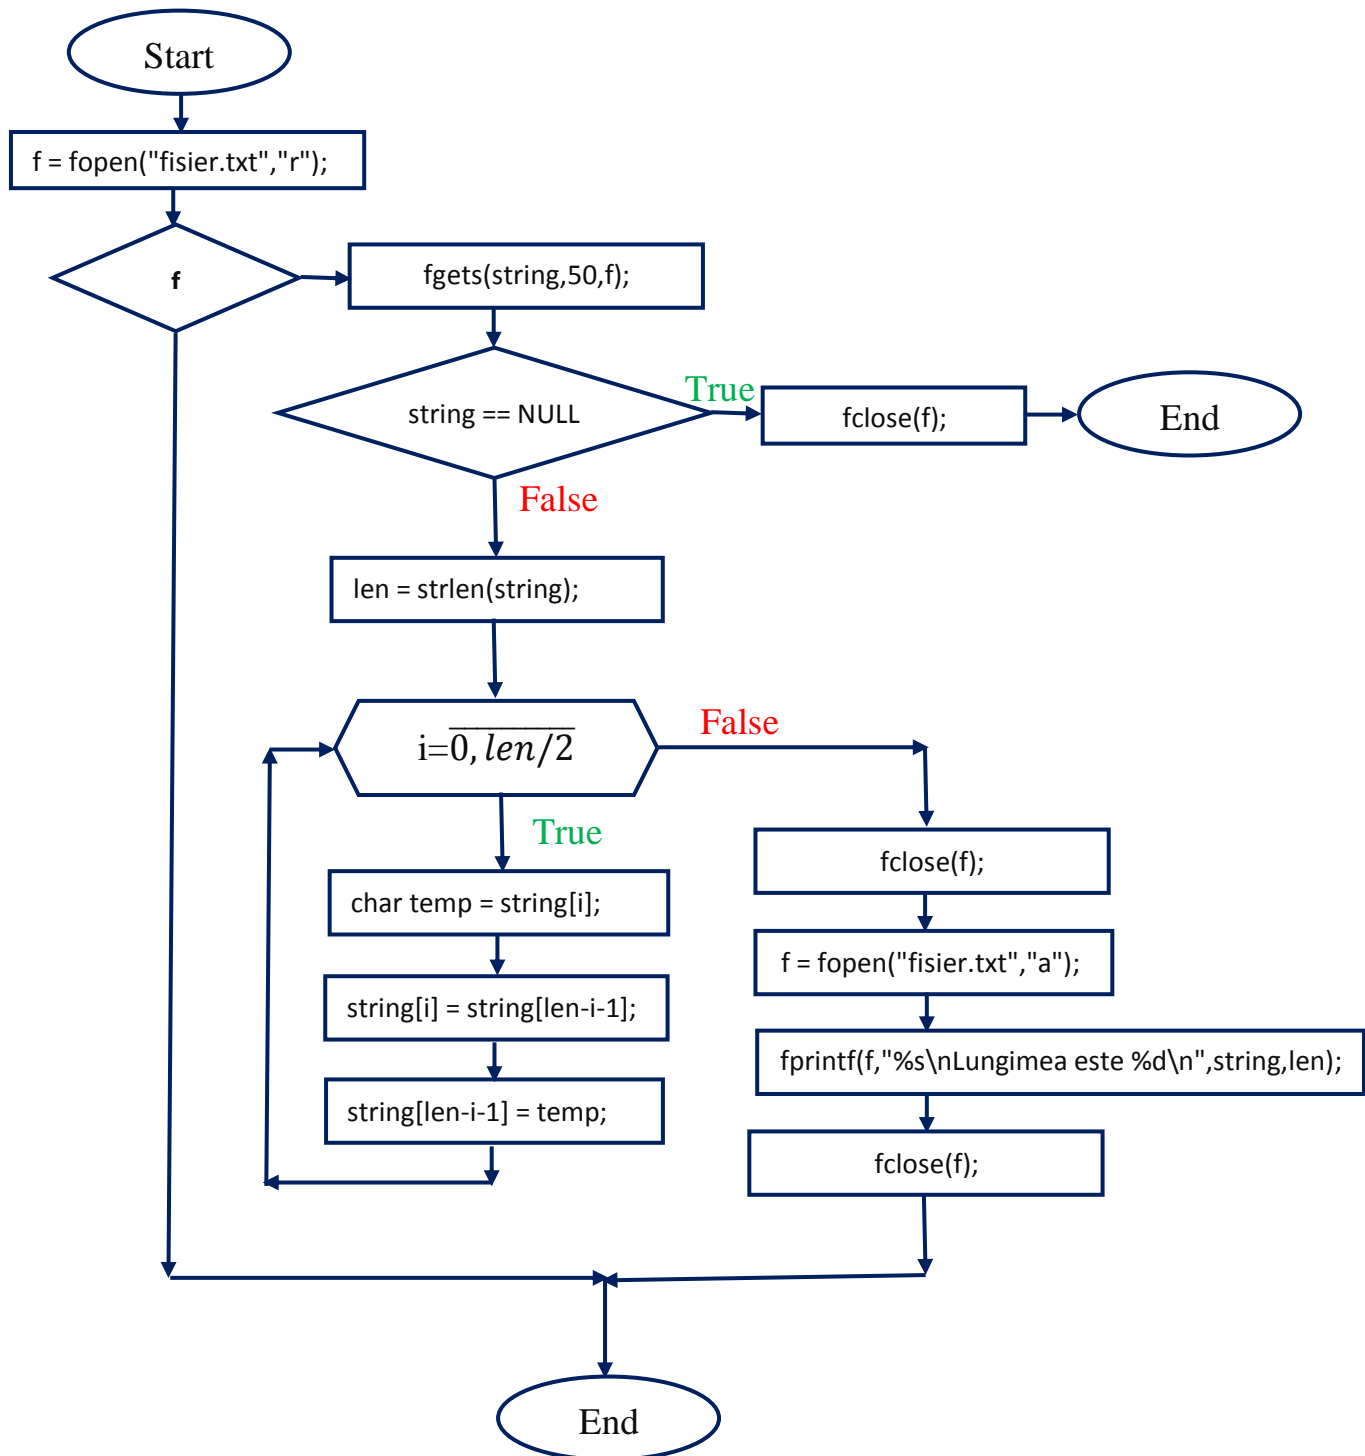 Start
f = fopen("fisier.txt","r");
f
fgets(string,50,f);
string == NULL
True
fclose(f);
End
False
len = strlen(string);
i=0, len/2
False
True
char temp = string[i];
string[i] = string[len-i-1];
string[len-i-1] = temp;
fclose(f);
f = fopen("fisier.txt","a");
fprintf(f,"%s\nLungimea este %d\n",string,len);
fclose(f);
End